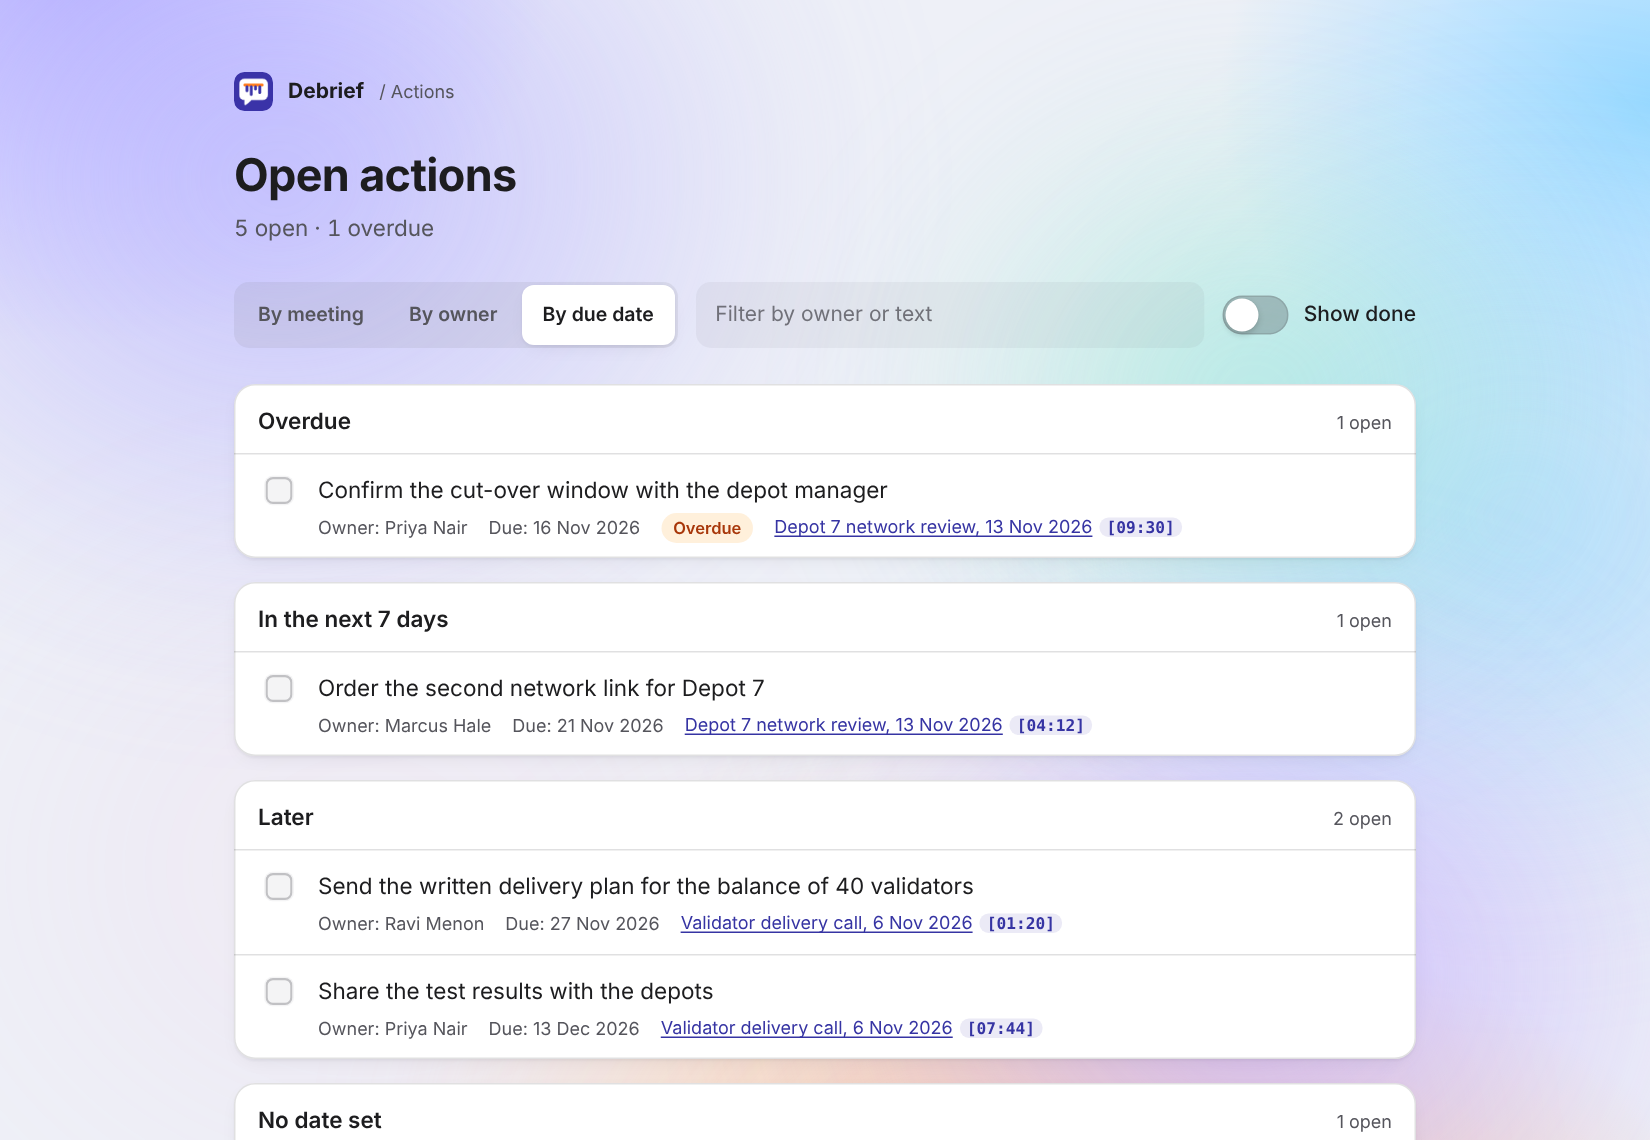 Debrief / Actions
Open actions
5 open · 1 overdue
By meeting By owner By due date Filter by owner or text Show done
Overdue 1 open
Confirm the cut-over window with the depot manager
Owner: Priya Nair Due: 16 Nov 2026 Overdue Depot 7 network review, 13 Nov 2026 [09:30]
In the next 7 days 1 open
Order the second network link for Depot 7
Owner: Marcus Hale Due: 21 Nov 2026 Depot 7 network review, 13 Nov 2026 [04:12]
Later 2 open
Send the written delivery plan for the balance of 40 validators
Owner: Ravi Menon Due: 27 Nov 2026 Validator delivery call, 6 Nov 2026 [01:20]
Share the test results with the depots
Owner: Priya Nair Due: 13 Dec 2026 Validator delivery call, 6 Nov 2026 [07:44]
No date set 1 open